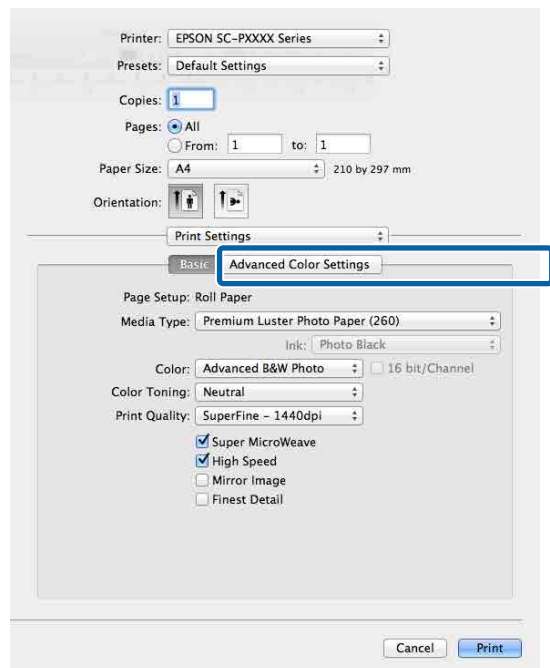 Printer: EPSON SC-PXXXX Series
Presets: Default Settings
Copies: 1
Pages: All
From: 1 to: 1
Paper Size: A4 210 by 297 mm
Orientation:
Print Settings
Basic Advanced Color Settings
Page Setup: Roll Paper
Media Type: Premium Luster Photo Paper (260)
Ink: Photo Black
Color: Advanced B&W Photo 16 bit/Channel
Color Toning: Neutral
Print Quality: SuperFine - 1440dpi
Super MicroWeave
High Speed
Mirror Image
Finest Detail
Cancel Print